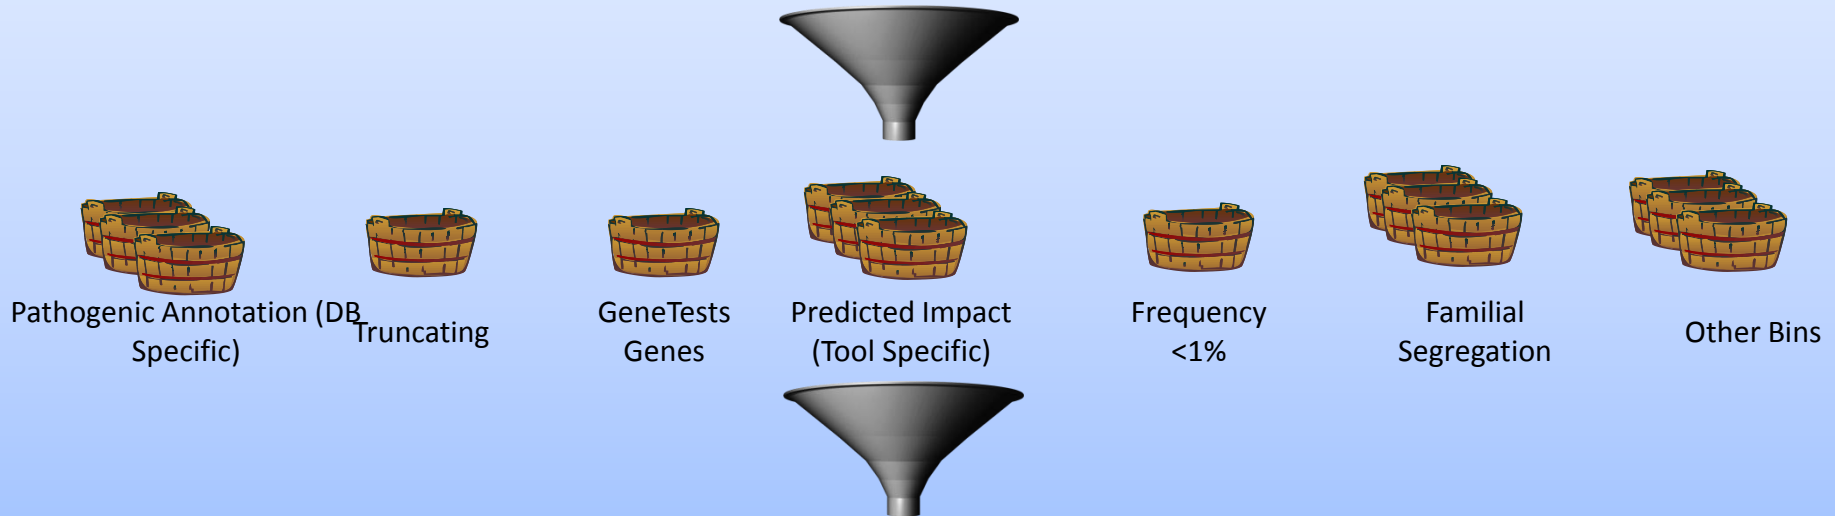 Pathogenic Annotation (DB
Specific)
Truncating
GeneTests
Genes
Predicted Impact
(Tool Specific)
Frequency
<1%
Familial
Segregation
Other Bins